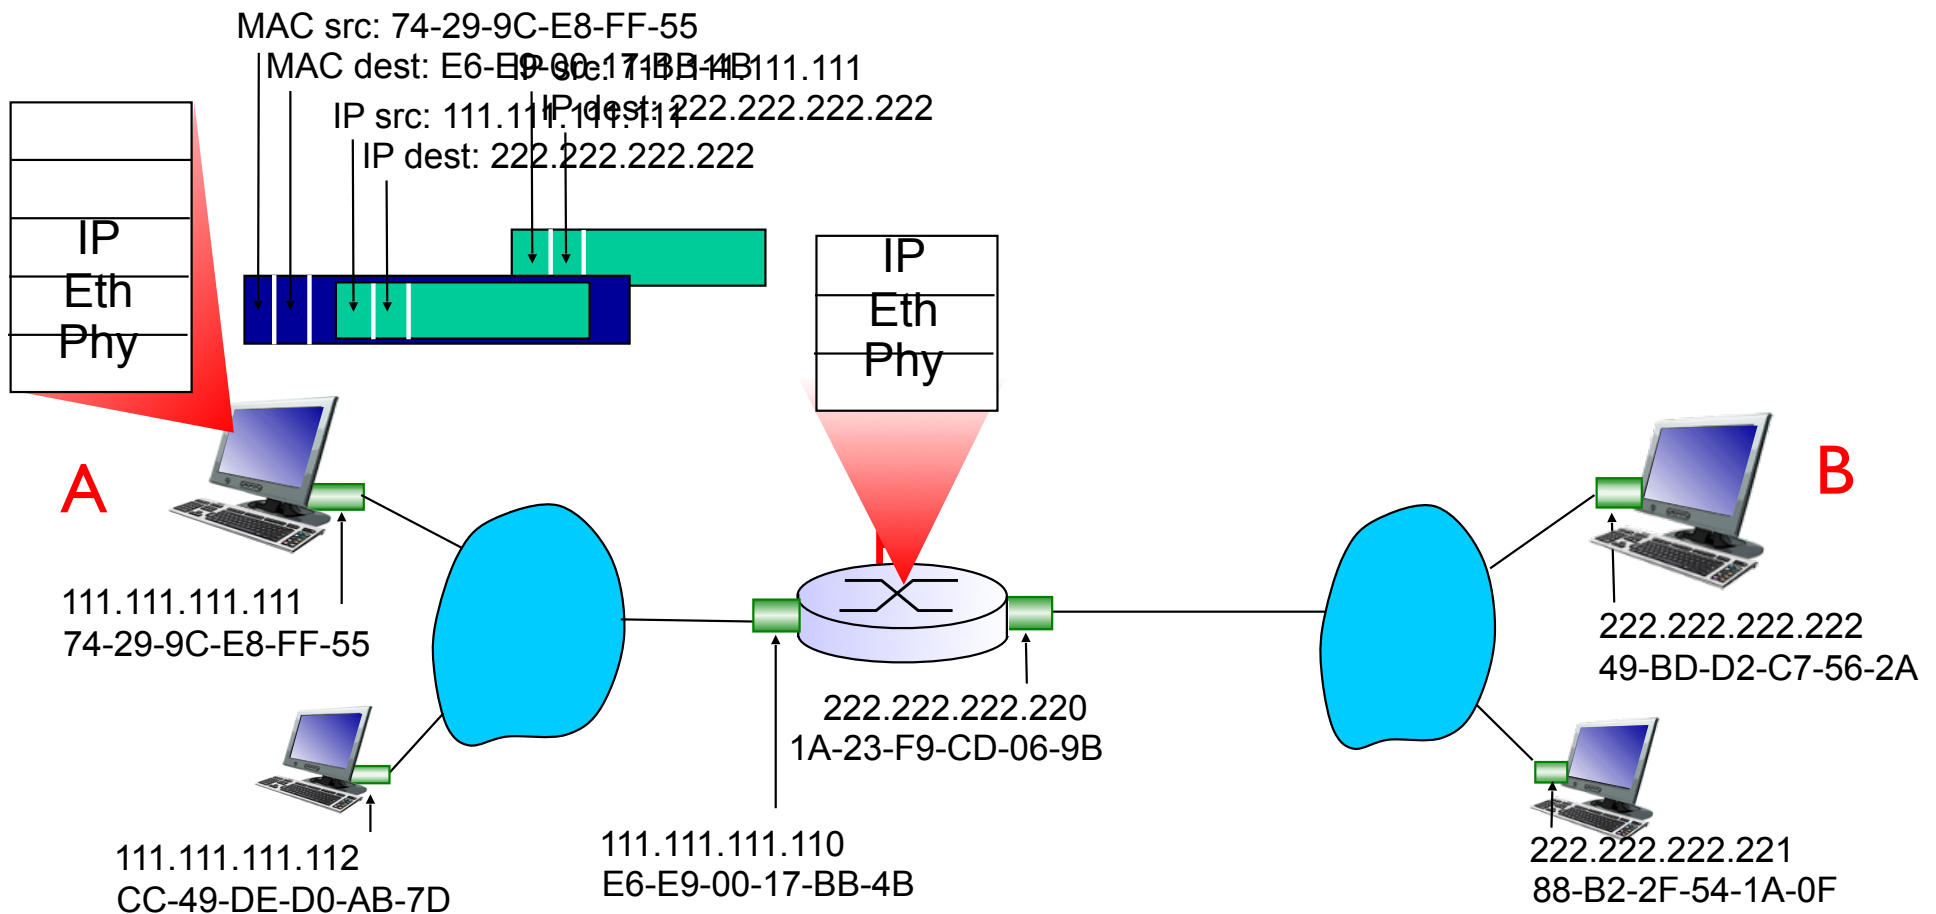 MAC src: 74-29-9C-E8-FF-55
MAC dest: E6-E9-00-17-BB-4B
IP src: 111.111.111.111
IP dest: 222.222.222.222
IP src: 111.111.111.111
IP dest: 222.222.222.222
IP
Eth
Phy
IP
Eth
Phy
A
B
111.111.111.111
74-29-9C-E8-FF-55
222.222.222.222
49-BD-D2-C7-56-2A
222.222.222.220
1A-23-F9-CD-06-9B
111.111.111.112
CC-49-DE-D0-AB-7D
111.111.111.110
E6-E9-00-17-BB-4B
222.222.222.221
88-B2-2F-54-1A-0F